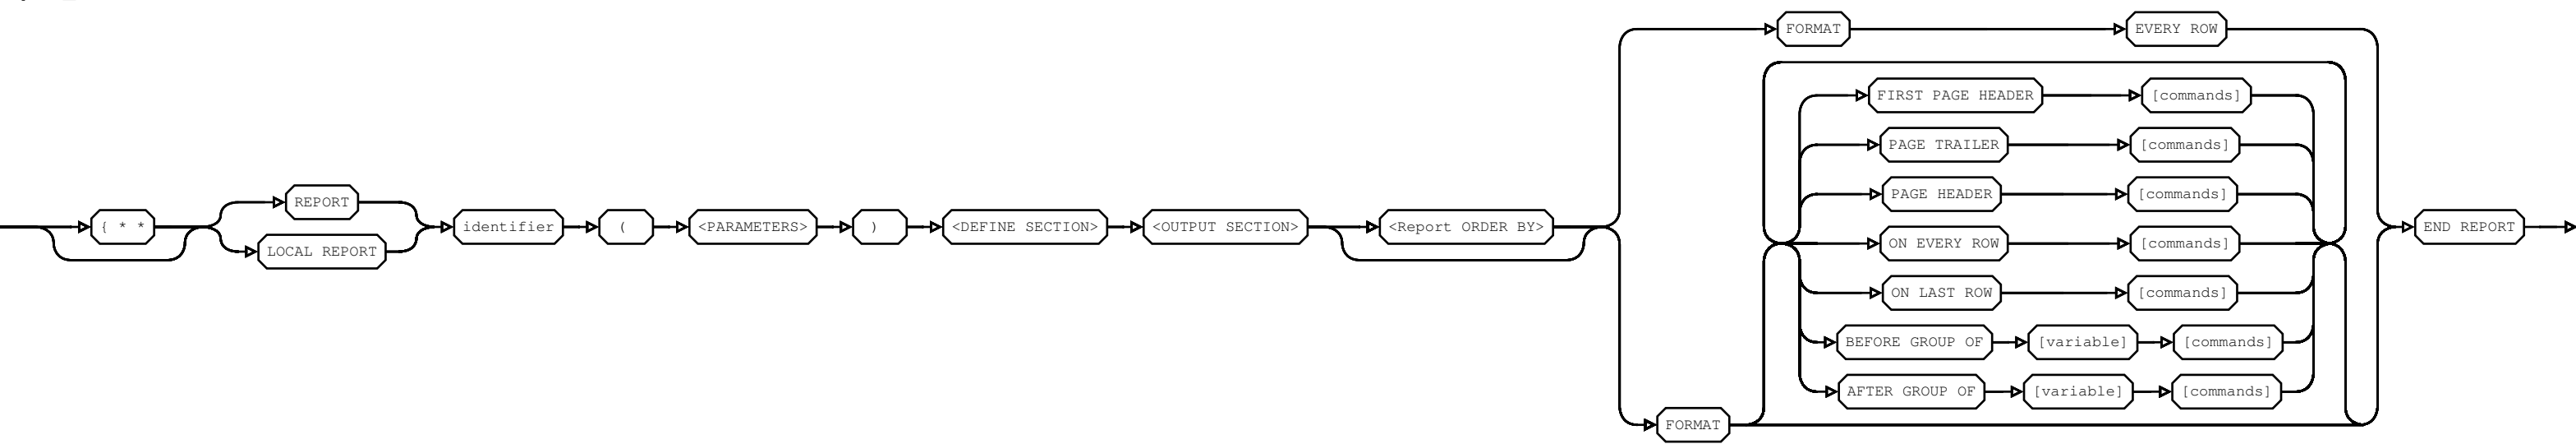 FORMAT EVERY ROW
FIRST PAGE HEADER [commands]
PAGE TRAILER [commands]
PAGE HEADER [commands]
{ * *
REPORT
LOCAL REPORT
identifier ( <PARAMETERS> ) <DEFINE SECTION> <OUTPUT SECTION> <Report ORDER BY>
ON EVERY ROW [commands]
ON LAST ROW [commands]
BEFORE GROUP OF [variable] [commands]
AFTER GROUP OF [variable] [commands]
FORMAT
END REPORT